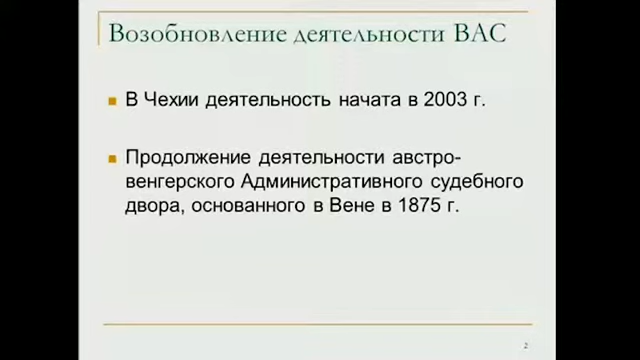 Возобновление деятельности ВАС
В Чехии деятельность начата в 2003 г.
Продолжение деятельности австро-
венгерского Административного судебного
двора, основанного в Вене в 1875 г.
2